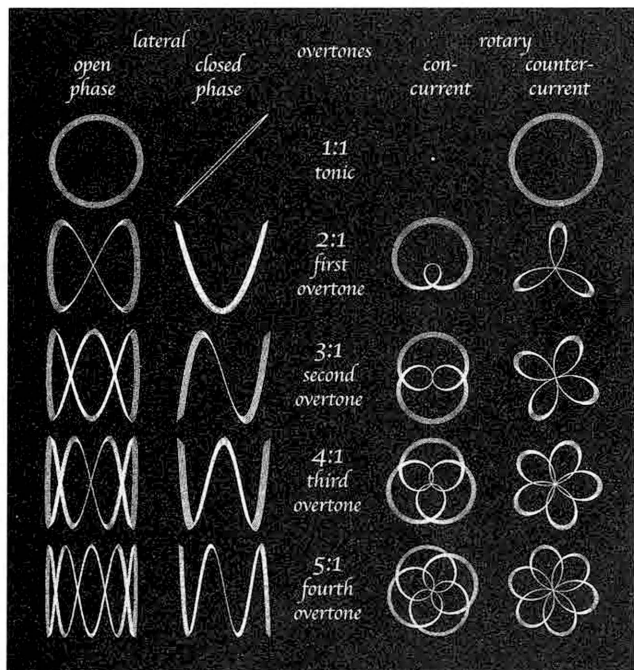 lateral
overtones
rotary
open
phase
closed
phase
con-
current
counter-
current
1:1
tonic
2:1
first
overtone
3:1
second
overtone
4:1
third
overtone
5:1
fourth
overtone